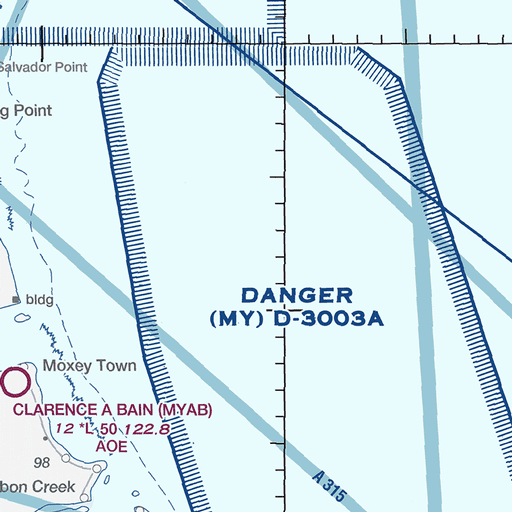 Salvador Point
g Point
DANGER
(MY) D-3003A
bldg
Moxey Town
CLARENCE A BAIN (MYAB)
12 *L 50 122.8
AOE
98
bon Creek
A 315